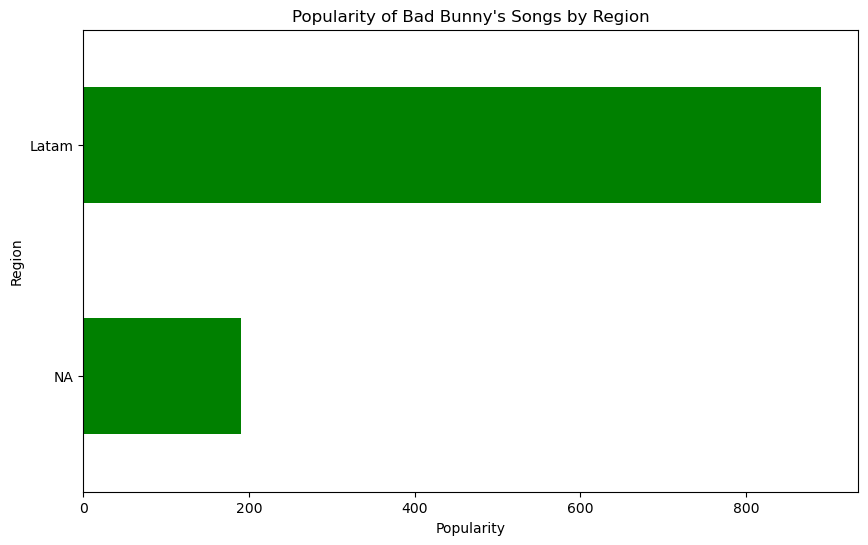 Popularity of Bad Bunny's Songs by Region
Latam
Region
NA
0 200 400 600 800
Popularity